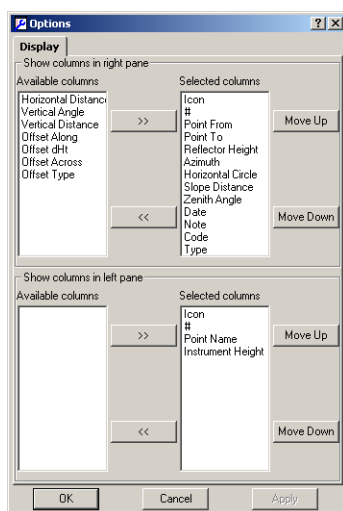 Options
Display
Show columns in right pane
Available columns
Horizontal Distanc
Vertical Angle
Vertical Distance
Offset Along
Offset dHt
Offset Across
Offset Type
>>
<<
Selected columns
Icon
#
Point From
Point To
Reflector Height
Azimuth
Horizontal Circle
Slope Distance
Zenith Angle
Date
Note
Code
Type
Move Up
Move Down
Show columns in left pane
Available columns
>>
<<
Selected columns
Icon
#
Point Name
Instrument Height
Move Up
Move Down
OK
Cancel
Apply